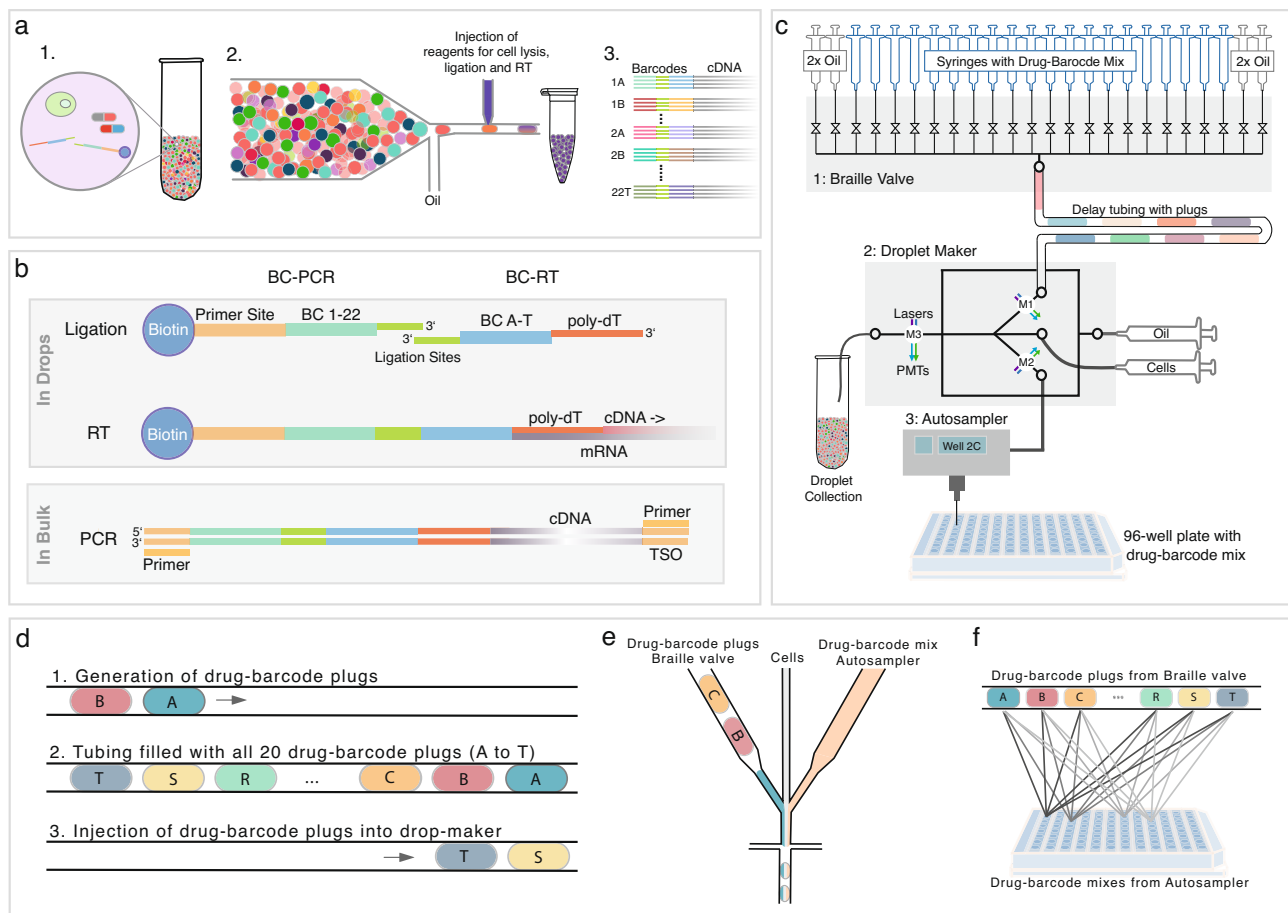 a
1.
2.
Injection of
reagents for cell lysis,
ligation and RT
Oil
3.
Barcodes cDNA
1A
1B
2A
2B
22T
b
BC-PCR BC-RT
In Drops
Ligation
Biotin
Primer Site
BC 1-22
3‘
3‘
Ligation Sites
BC A-T
poly-dT
3‘
RT
Biotin
poly-dT
cDNA ->
mRNA
In Bulk
PCR
5‘
3‘
Primer
cDNA
Primer
TSO
c
2x Oil
Syringes with Drug-Barocde Mix
2x Oil
1: Braille Valve
Delay tubing with plugs
2: Droplet Maker
M1
Lasers
M3
PMTs
M2
Oil
Cells
3: Autosampler
Well 2C
Droplet
Collection
96-well plate with
drug-barcode mix
d
1. Generation of drug-barcode plugs
B A
2. Tubing filled with all 20 drug-barcode plugs (A to T)
T S R ... C B A
3. Injection of drug-barcode plugs into drop-maker
T S
e
Drug-barcode plugs
Braille valve
Cells
Drug-barcode mix
Autosampler
C
B
f
Drug-barcode plugs from Braille valve
A B C ... R S T
Drug-barcode mixes from Autosampler